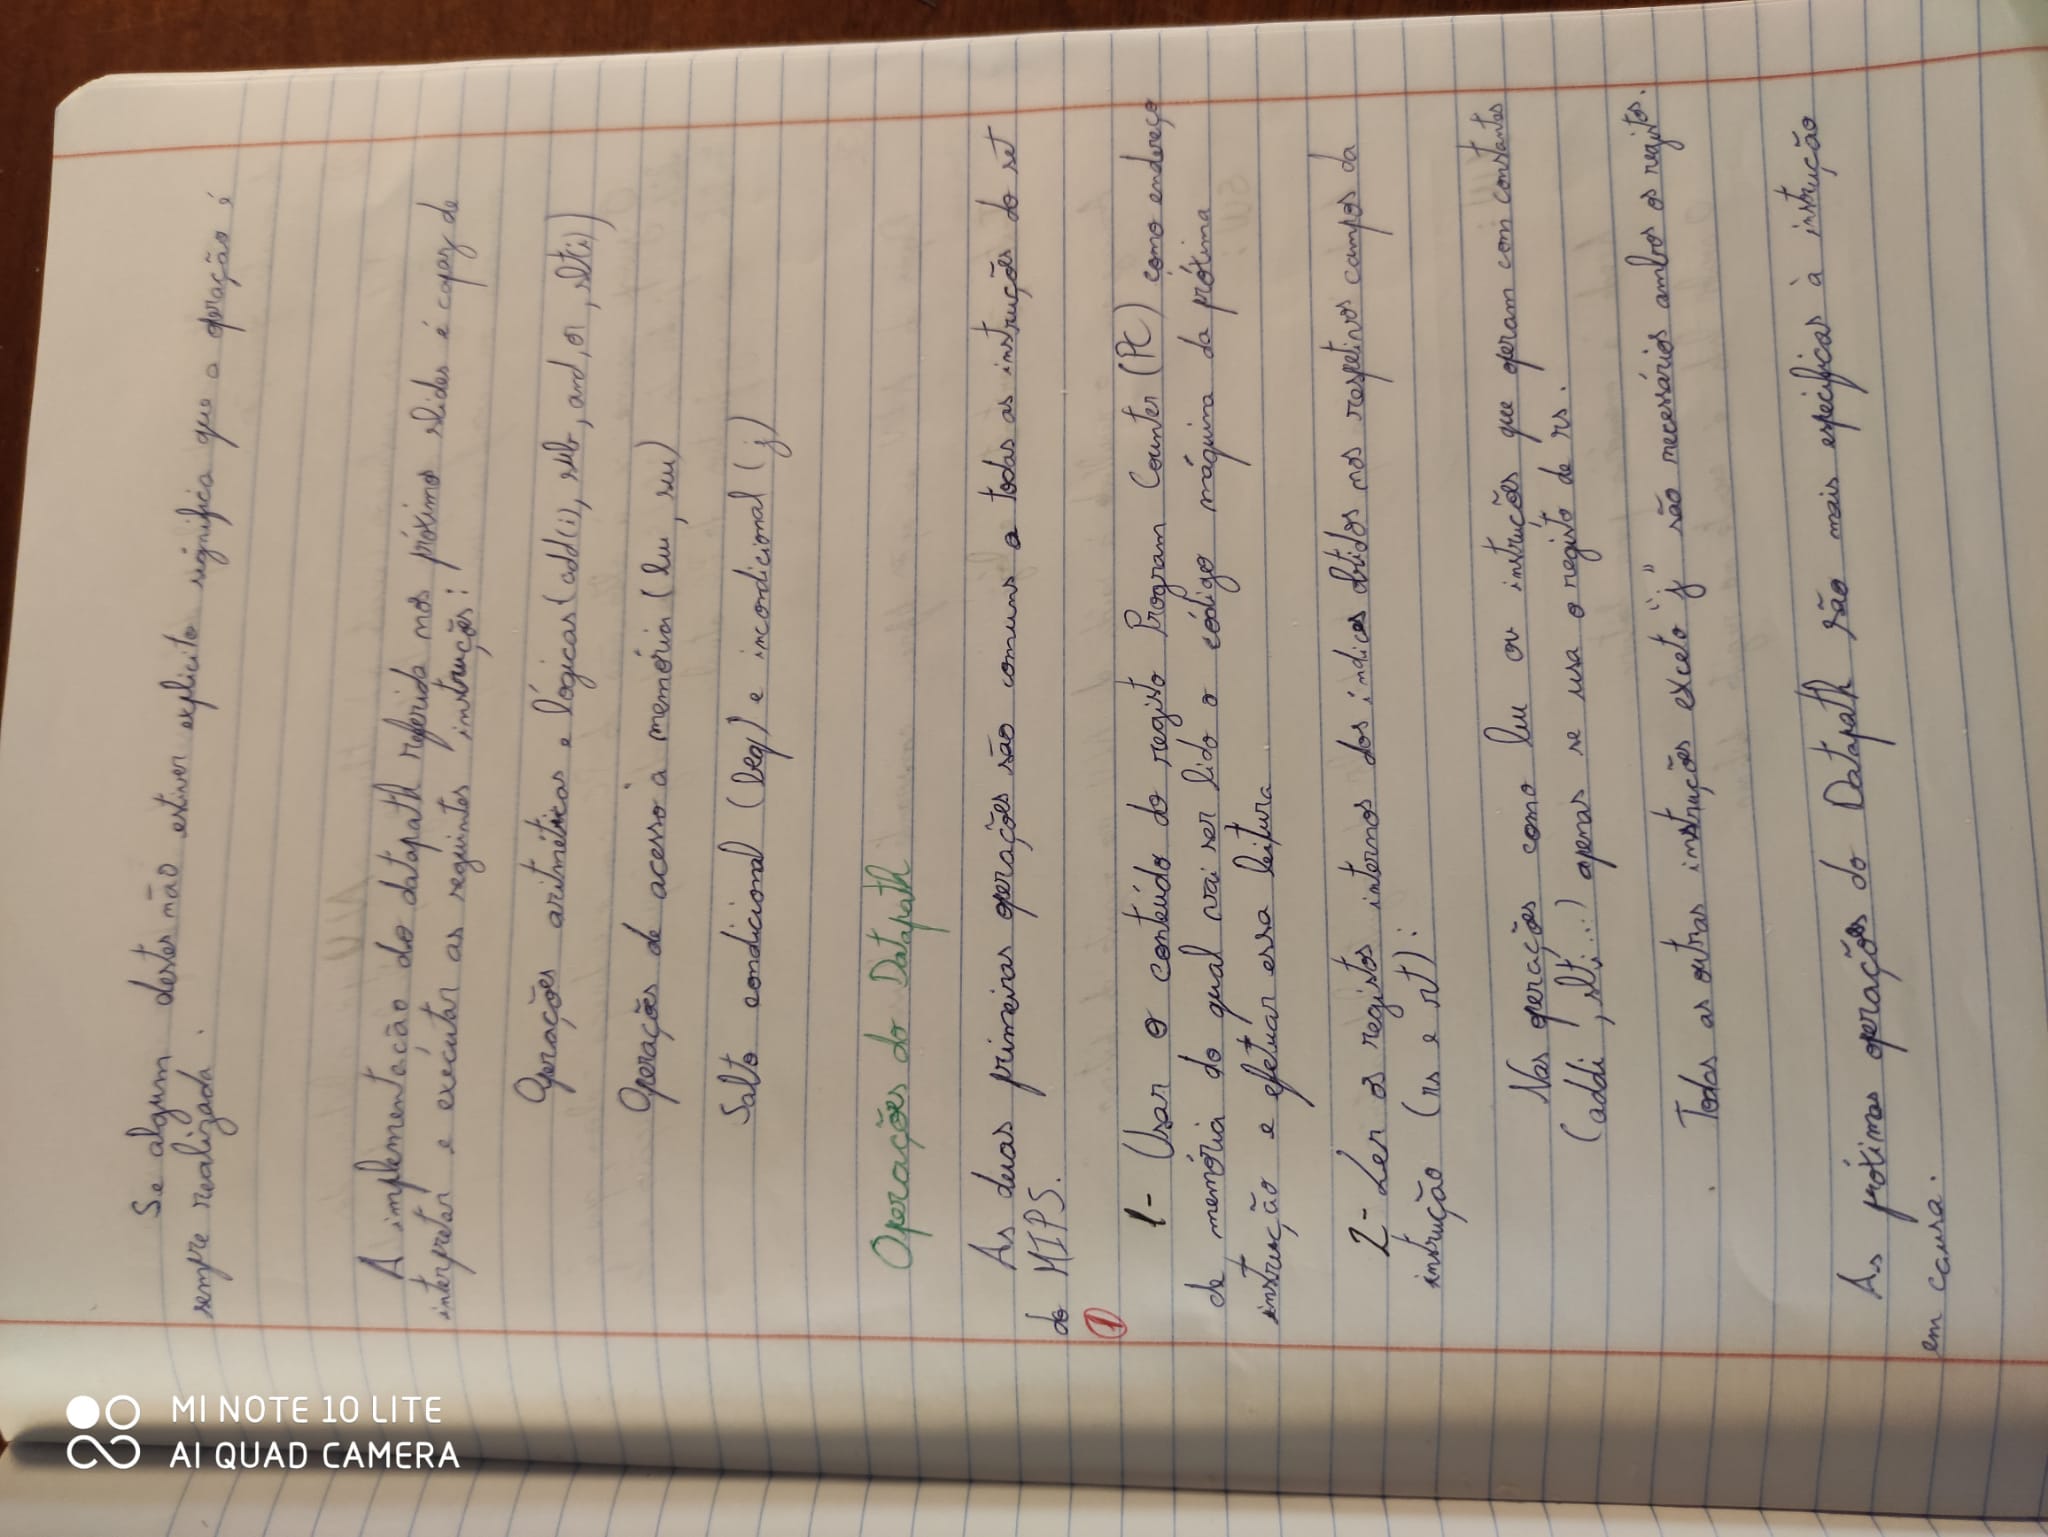 Se algum destes não estiver explicito significa que a operação é
sempre realizada.
A implementação do datapath referida nos próximos slides é capaz de
interpretar e executar as seguintes instruções:
Operações aritméticas e lógicas (add(i), sub, and, or, slt(i))
Operações de acesso à memória (lw, sw)
Salto condicional (beq) e incondicional (j)
Operações do Datapath
As duas primeiras operações são comuns a todas as instruções do set
do MIPS.
1
1- Usar o conteúdo do registo Program Counter (PC) como endereço
de memória do qual vai ser lido o código máquina da próxima
instrução e efetuar essa leitura
2- Ler os registos internos dos índices obtidos nos respetivos campos da
instrução (rs e rt):
Nas operações como lw ou instruções que operam com constantes
(addi, slti...) apenas se usa o registo de rs.
Todas as outras instruções exceto "j" são necessários ambos os registos.
As próximas operações do Datapath são mais especificas à instrução
em causa.
MI NOTE 10 LITE
AI QUAD CAMERA